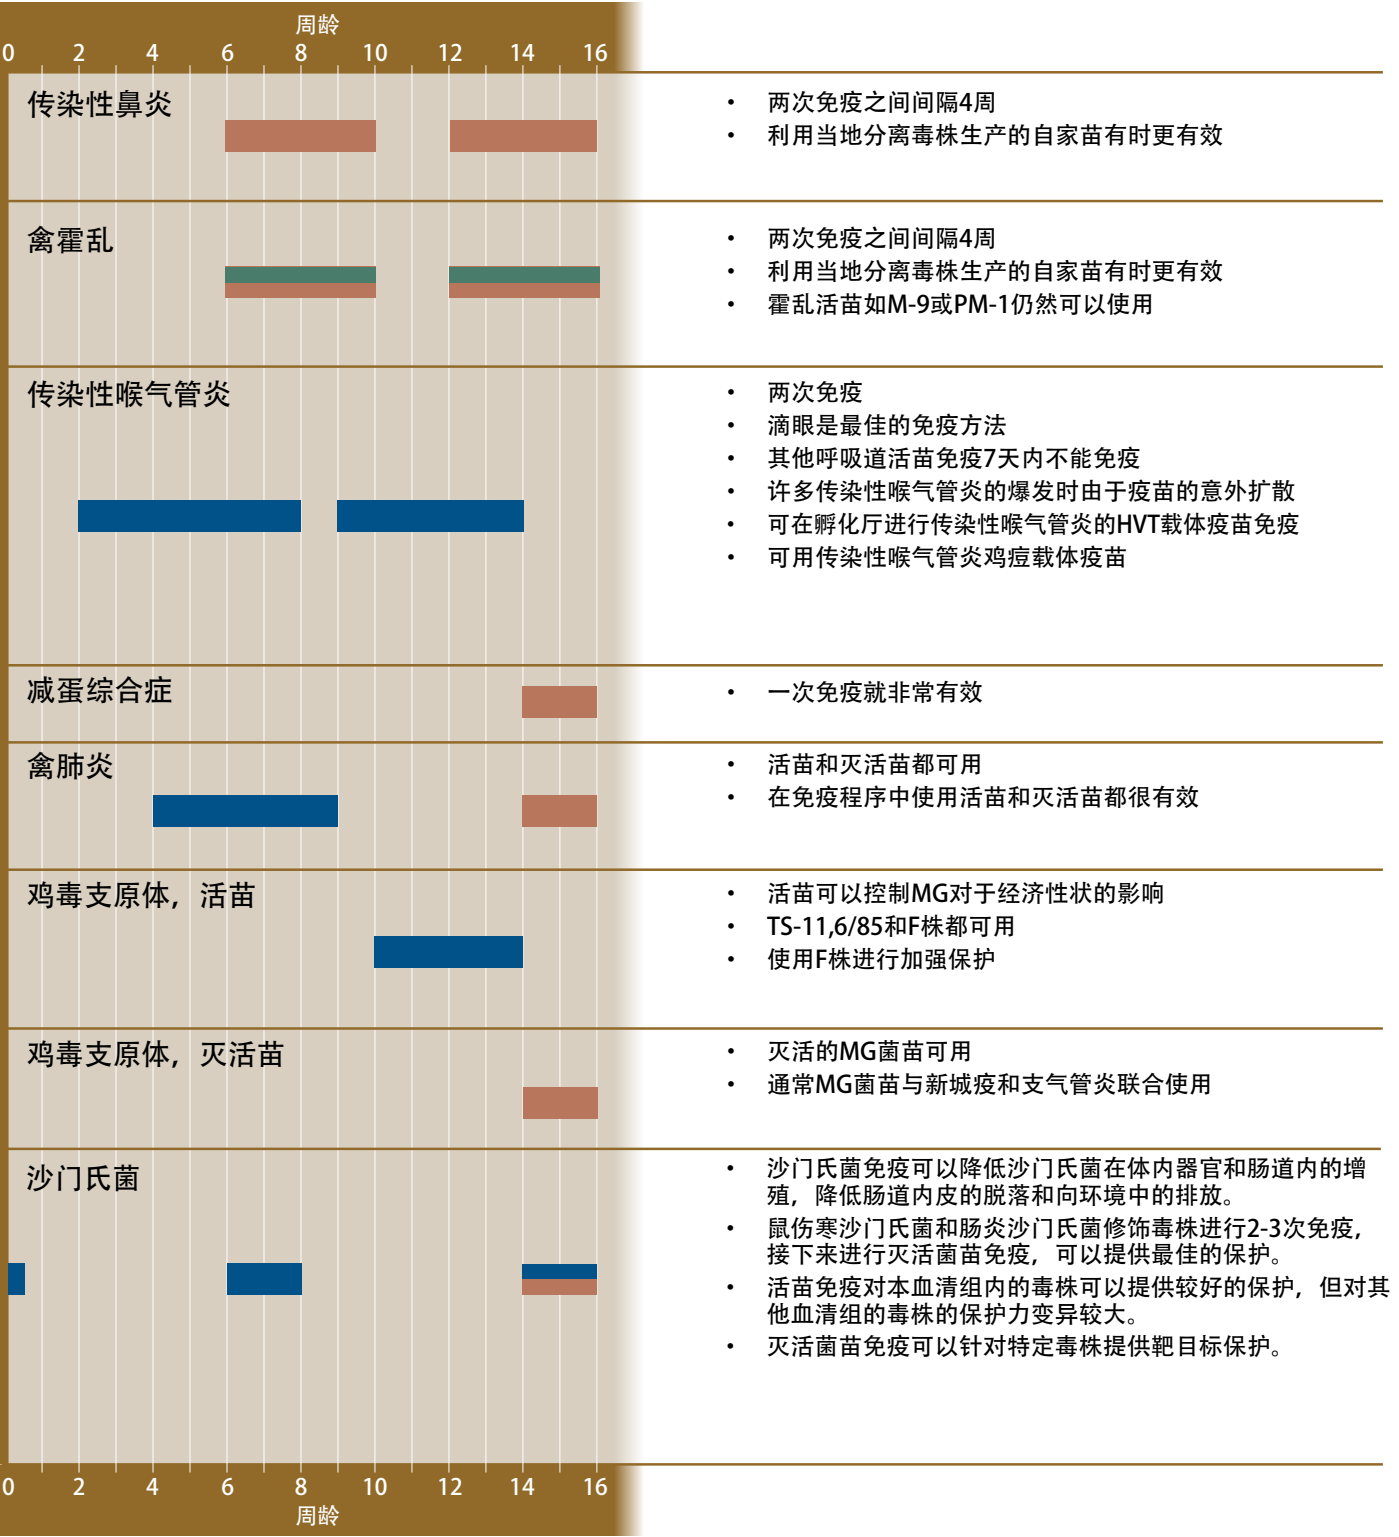 周龄
0 2 4 6 8 10 12 14 16
传染性鼻炎
• 两次免疫之间间隔4周
• 利用当地分离毒株生产的自家苗有时更有效
禽霍乱
• 两次免疫之间间隔4周
• 利用当地分离毒株生产的自家苗有时更有效
• 霍乱活苗如M-9或PM-1仍然可以使用
传染性喉气管炎
• 两次免疫
• 滴眼是最佳的免疫方法
• 其他呼吸道活苗免疫7天内不能免疫
• 许多传染性喉气管炎的爆发时由于疫苗的意外扩散
• 可在孵化厅进行传染性喉气管炎的HVT载体疫苗免疫
• 可用传染性喉气管炎鸡痘载体疫苗
减蛋综合症
• 一次免疫就非常有效
禽肺炎
• 活苗和灭活苗都可用
• 在免疫程序中使用活苗和灭活苗都很有效
鸡毒支原体，活苗
• 活苗可以控制MG对于经济性状的影响
• TS-11,6/85和F株都可用
• 使用F株进行加强保护
鸡毒支原体，灭活苗
• 灭活的MG菌苗可用
• 通常MG菌苗与新城疫和支气管炎联合使用
沙门氏菌
• 沙门氏菌免疫可以降低沙门氏菌在体内器官和肠道内的增
殖，降低肠道内皮的脱落和向环境中的排放。
• 鼠伤寒沙门氏菌和肠炎沙门氏菌修饰毒株进行2-3次免疫，
接下来进行灭活菌苗免疫，可以提供最佳的保护。
• 活苗免疫对本血清组内的毒株可以提供较好的保护，但对其
他血清组的毒株的保护力变异较大。
• 灭活菌苗免疫可以针对特定毒株提供靶目标保护。
0 2 4 6 8 10 12 14 16
周龄